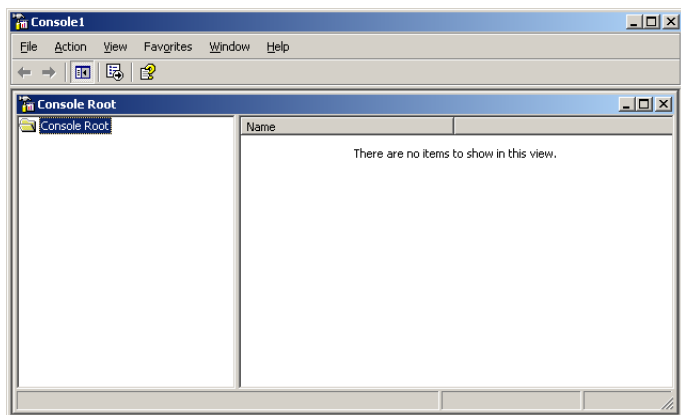 Console1
File Action View Favorites Window Help
Console Root
Console Root
Name
There are no items to show in this view.